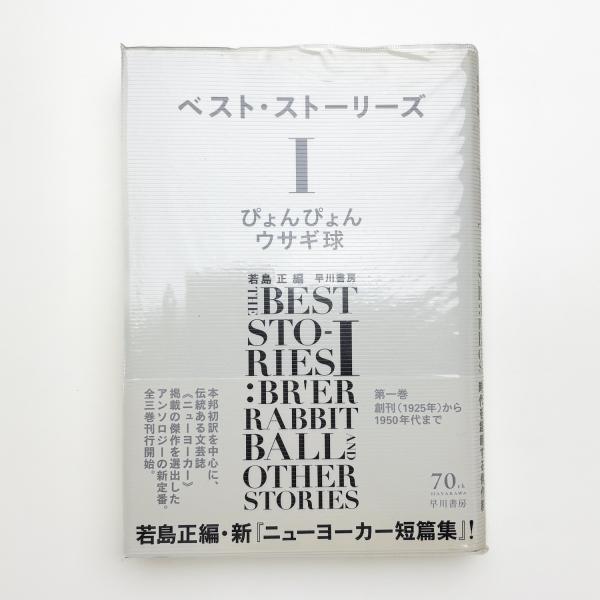 ベスト・ストーリーズ
I
ぴょんぴょん
ウサギ球
若島正編 早川書房
THE BEST
STO-
RIES I
:BR'ER
RABBIT
BALL AND
OTHER
STORIES
本邦初訳を中心に、
伝統ある文芸誌
《ニューヨーカー》
掲載の傑作を選出した
アンソロジーの新定番。
全三巻刊行開始。
第一巻
創刊(1925年)から
1950年代まで
70th
HAYAKAWA
早川書房
若島正編・新『ニューヨーカー短篇集』!